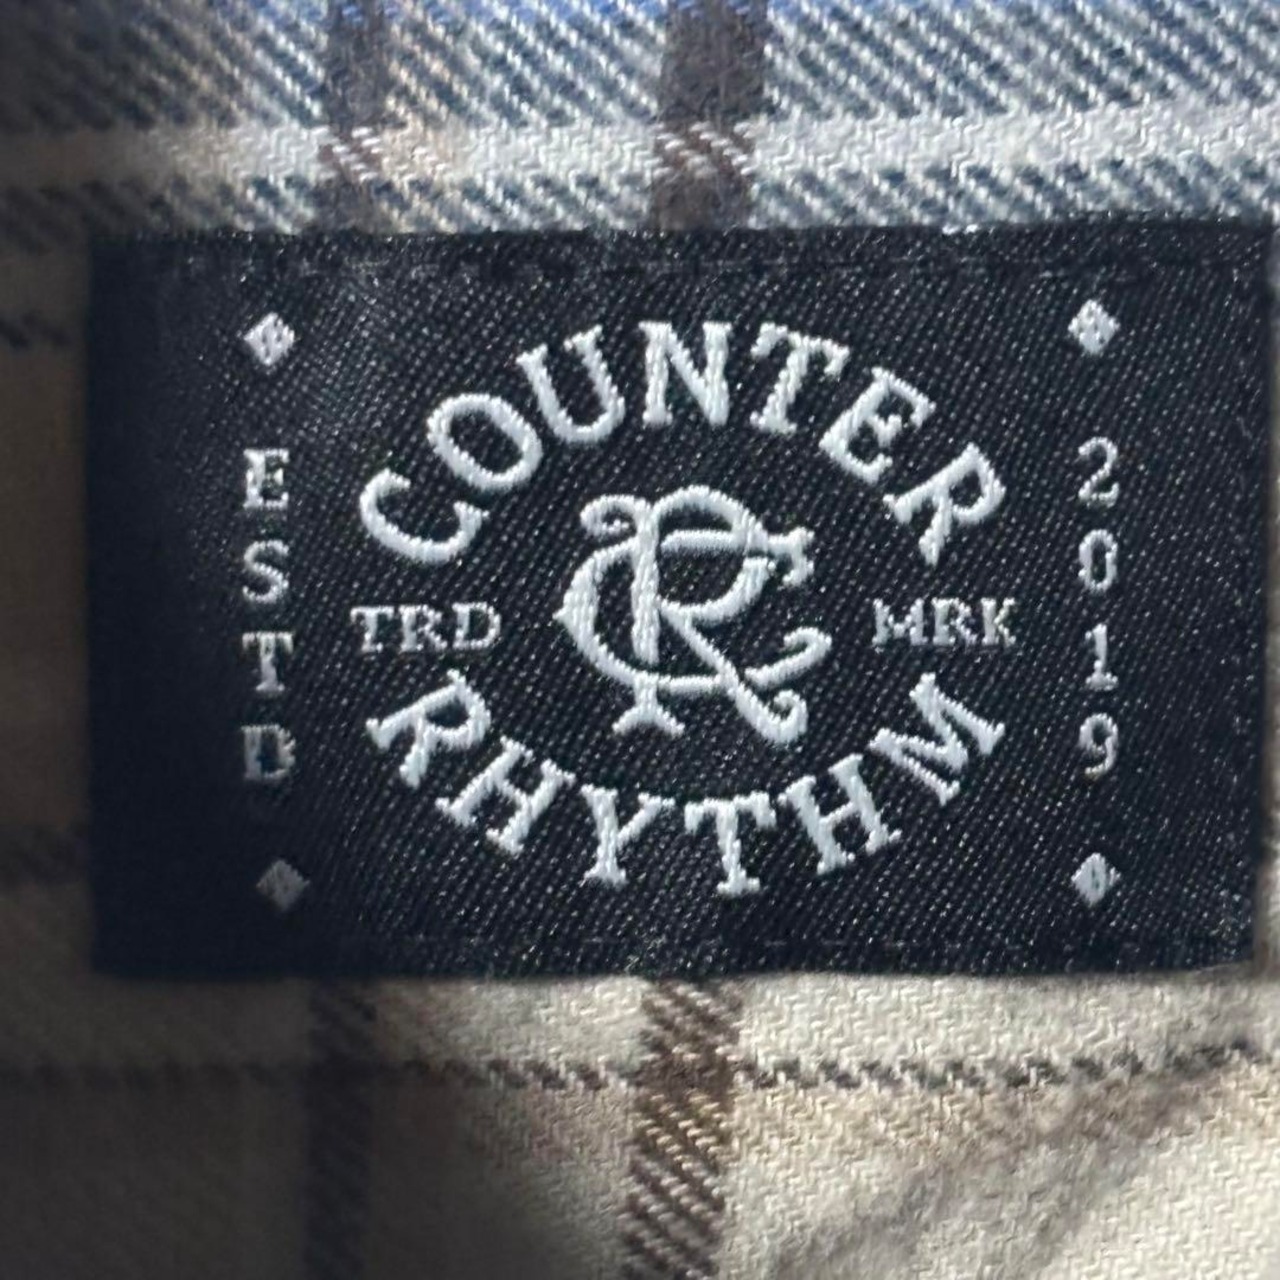 COUNTER
ESTD
TRD
CR
MRK
2019
RHYTHM